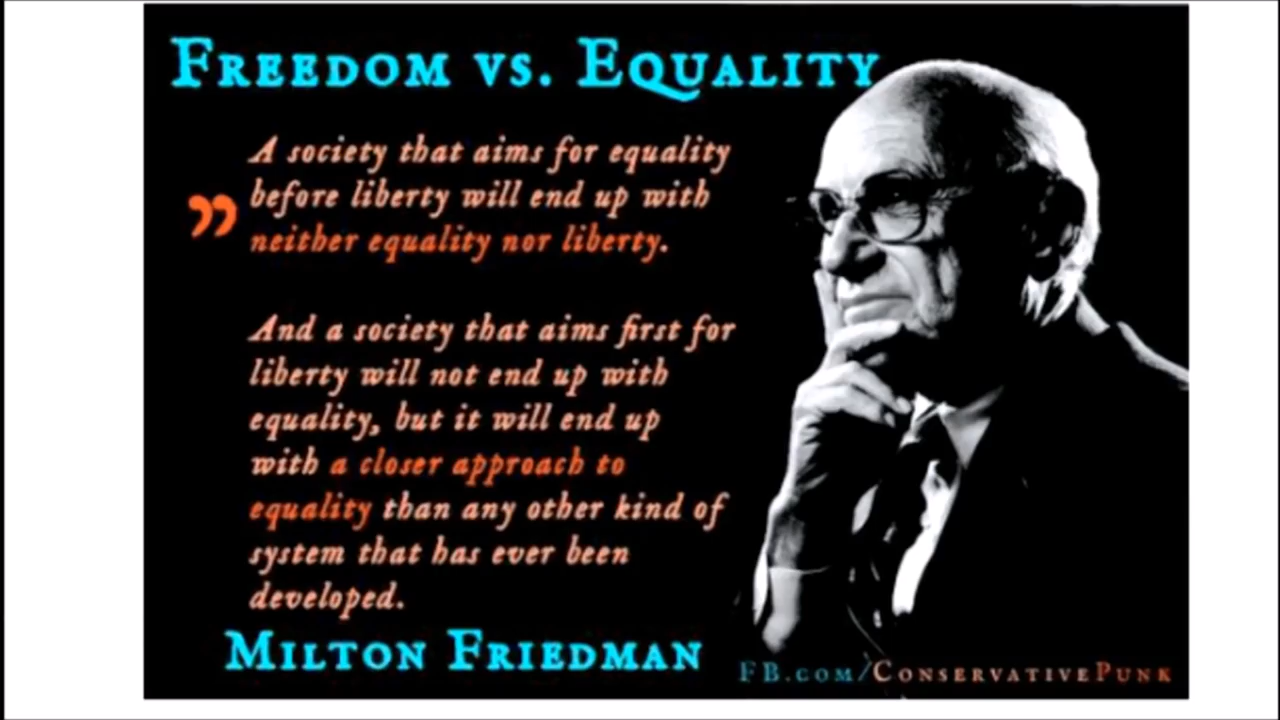 FREEDOM VS. EQUALITY
A society that aims for equality
before liberty will end up with
” neither equality nor liberty.
And a society that aims first for
liberty will not end up with
equality, but it will end up
with a closer approach to
equality than any other kind of
system that has ever been
developed.
MILTON FRIEDMAN
FB.COM/CONSERVATIVEPUNK